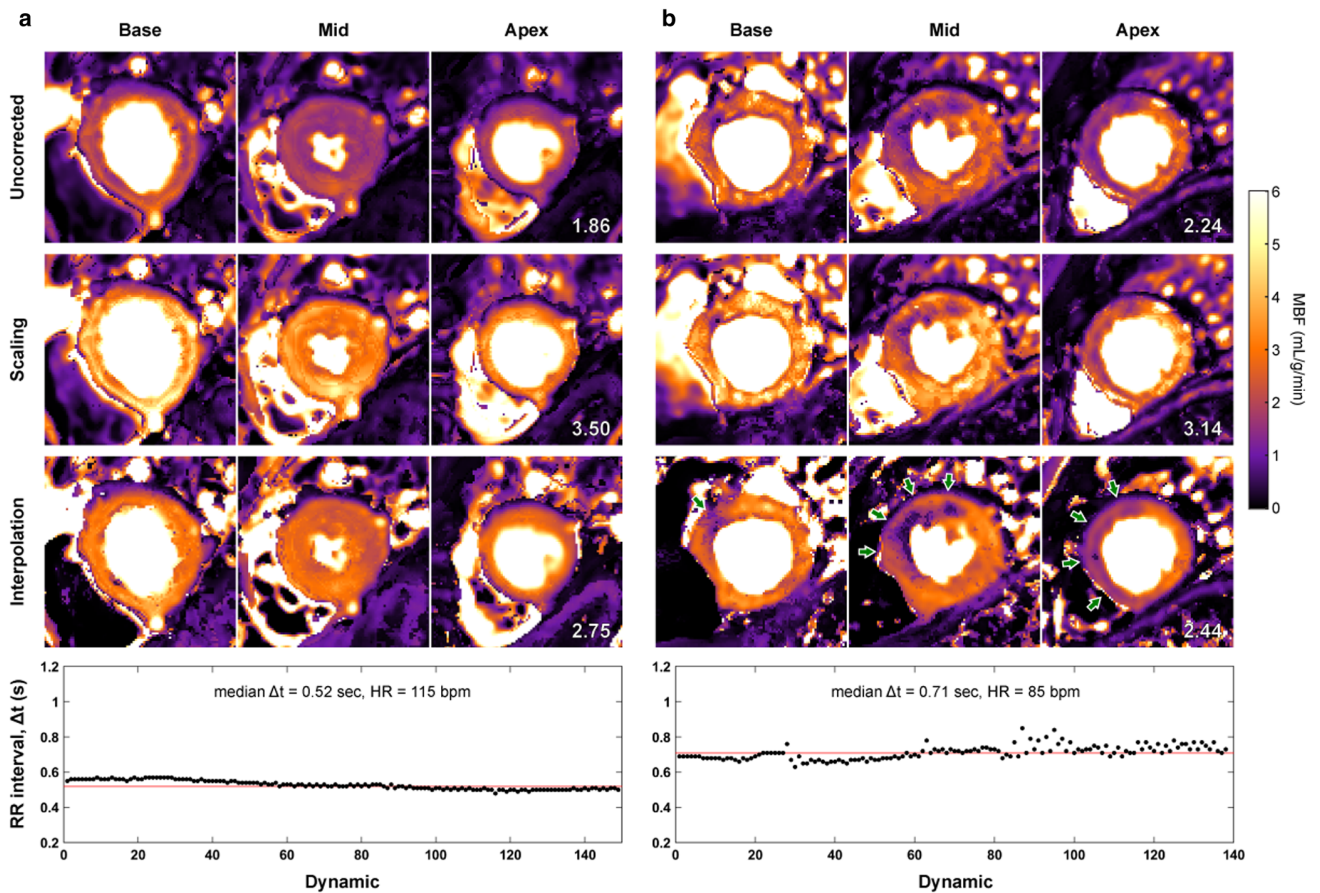 a
Base Mid Apex
b
Base Mid Apex
Uncorrected
1.86
2.24
Scaling
3.50
3.14
Interpolation
2.75
2.44
6
5
4
3
2
1
0
MBF (mL/g/min)
RR interval, Δt (s)
1.2
1
0.8
0.6
0.4
0.2
median Δt = 0.52 sec, HR = 115 bpm
0 20 40 60 80 100 120 140
Dynamic
1.2
1
0.8
0.6
0.4
0.2
median Δt = 0.71 sec, HR = 85 bpm
0 20 40 60 80 100 120 140
Dynamic